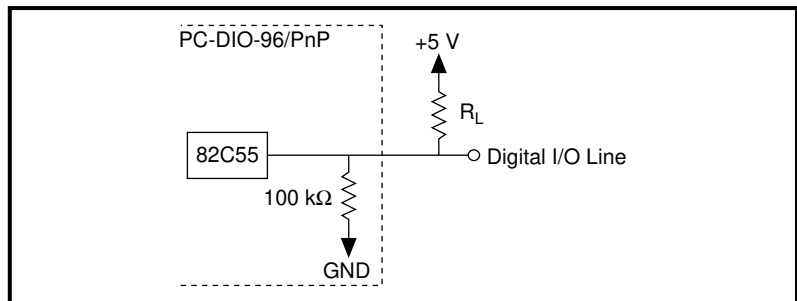 PC-DIO-96/PnP
+5 V
R_L
82C55
Digital I/O Line
100 kΩ
GND